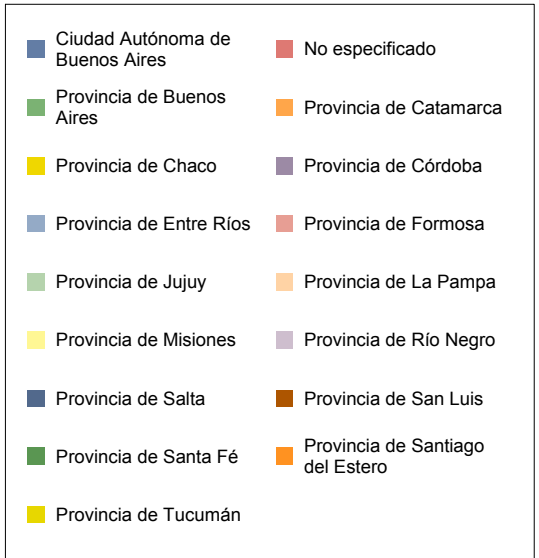 Ciudad Autónoma de
Buenos Aires
No especificado
Provincia de Buenos
Aires
Provincia de Catamarca
Provincia de Chaco
Provincia de Córdoba
Provincia de Entre Ríos
Provincia de Formosa
Provincia de Jujuy
Provincia de La Pampa
Provincia de Misiones
Provincia de Río Negro
Provincia de Salta
Provincia de San Luis
Provincia de Santa Fé
Provincia de Santiago
del Estero
Provincia de Tucumán